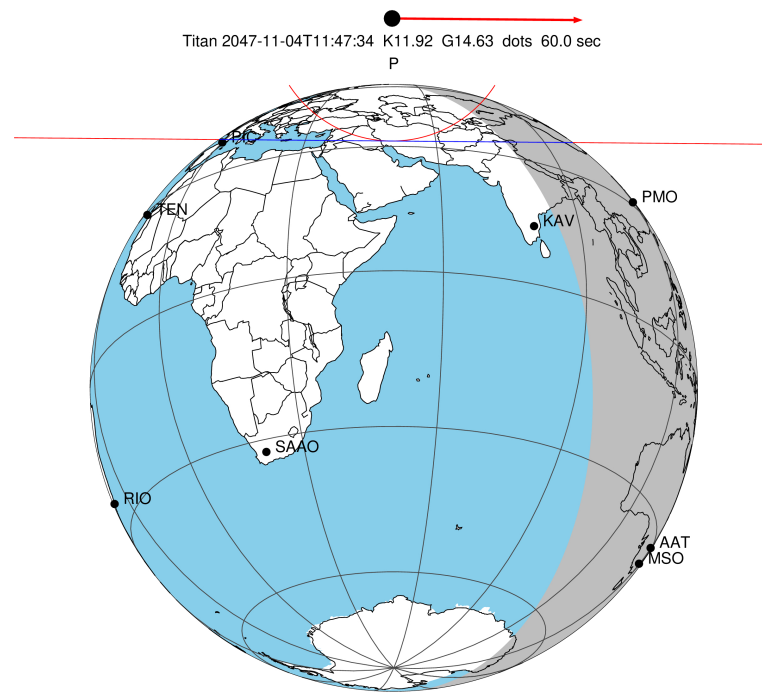 Titan 2047-11-04T11:47:34 K11.92 G14.63 dots 60.0 sec
P
PIC
PMO
TEN
KAV
SAAO
RIO
AAT
MSO